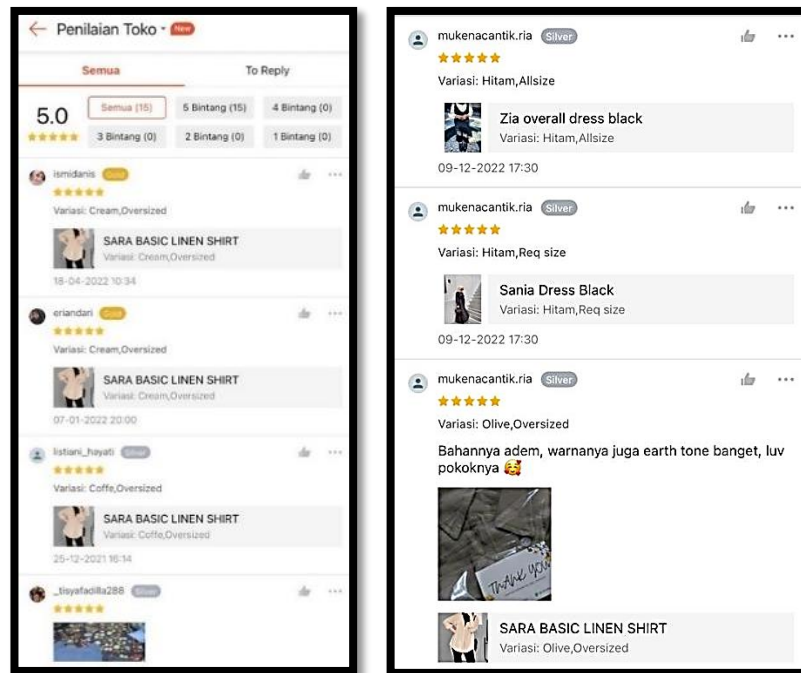 Penilaian Toko New
Semua To Reply
5.0
Semua (15) 5 Bintang (15) 4 Bintang (0)
3 Bintang (0) 2 Bintang (0) 1 Bintang (0)
ismidanis Gold
Variasi: Cream,Oversized
SARA BASIC LINEN SHIRT
Variasi: Cream,Oversized
18-04-2022 10:34
eriandari Gold
Variasi: Cream,Oversized
SARA BASIC LINEN SHIRT
Variasi: Cream,Oversized
07-01-2022 20:00
listiani_hayati Silver
Variasi: Coffe,Oversized
SARA BASIC LINEN SHIRT
Variasi: Coffe,Oversized
25-12-2021 16:14
_tisyafadilla288 Silver
mukenacantik.ria Silver
Variasi: Hitam,Allsize
Zia overall dress black
Variasi: Hitam,Allsize
09-12-2022 17:30
mukenacantik.ria Silver
Variasi: Hitam,Req size
Sania Dress Black
Variasi: Hitam,Req size
09-12-2022 17:30
mukenacantik.ria Silver
Variasi: Olive,Oversized
Bahannya adem, warnanya juga earth tone banget, luv
pokoknya 🥰
THANK YOU
SARA BASIC LINEN SHIRT
Variasi: Olive,Oversized